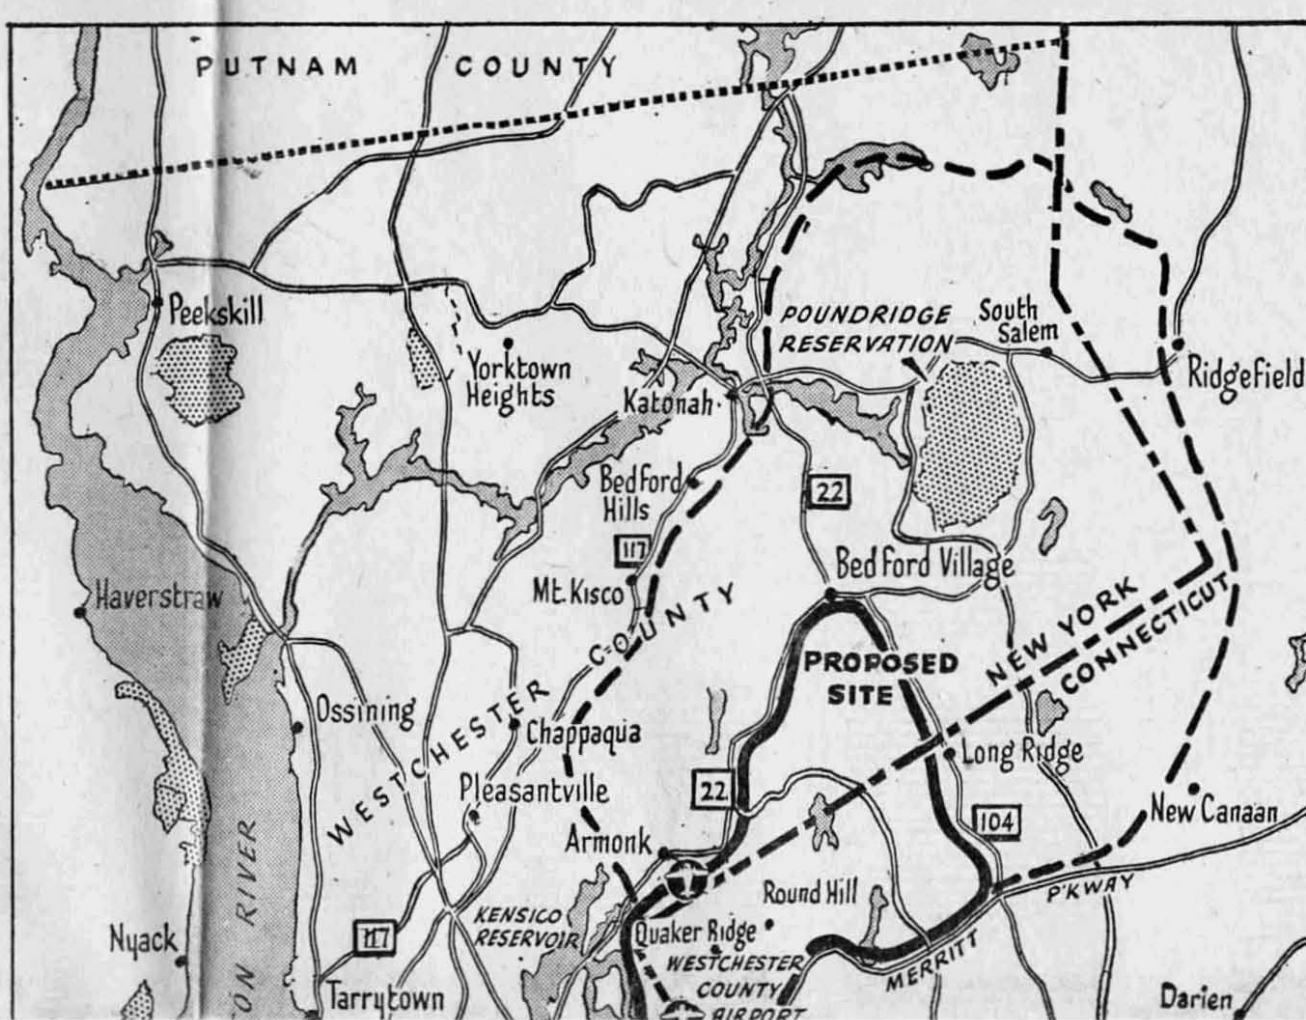 PUTNAM COUNTY
Peekskill
Yorktown
Heights
Katonah
POUNDRIDGE
RESERVATION
South
Salem
Ridgefield
Bedford
Hills
22
117
Mt. Kisco
Bedford Village
Haverstraw
WESTCHESTER COUNTY
NEW YORK
CONNECTICUT
PROPOSED
SITE
Ossining
Chappaqua
Long Ridge
Pleasantville
22
New Canaan
Armonk
104
Round Hill
P'KWAY
KENSICO
RESERVOIR
Quaker Ridge
MERRITT
Nyack
117
WESTCHESTER
COUNTY
AIRPORT
ON RIVER
Tarrytown
Darien